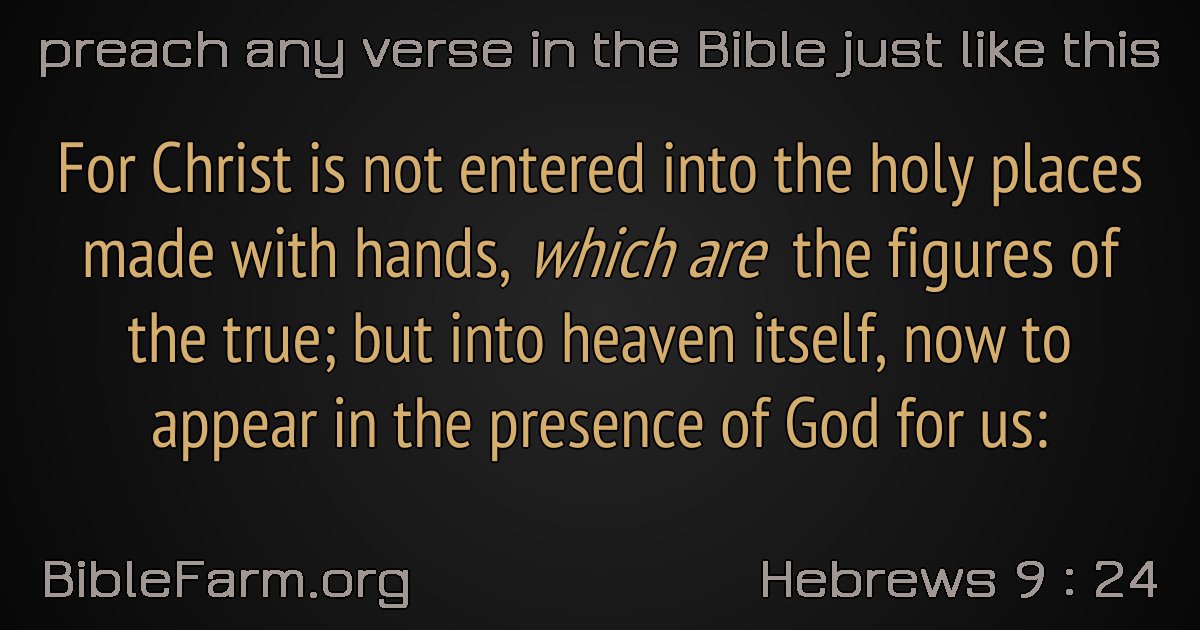 preach any verse in the Bible just like this
For Christ is not entered into the holy places
made with hands, which are the figures of
the true; but into heaven itself, now to
appear in the presence of God for us:
BibleFarm.org
Hebrews 9 : 24